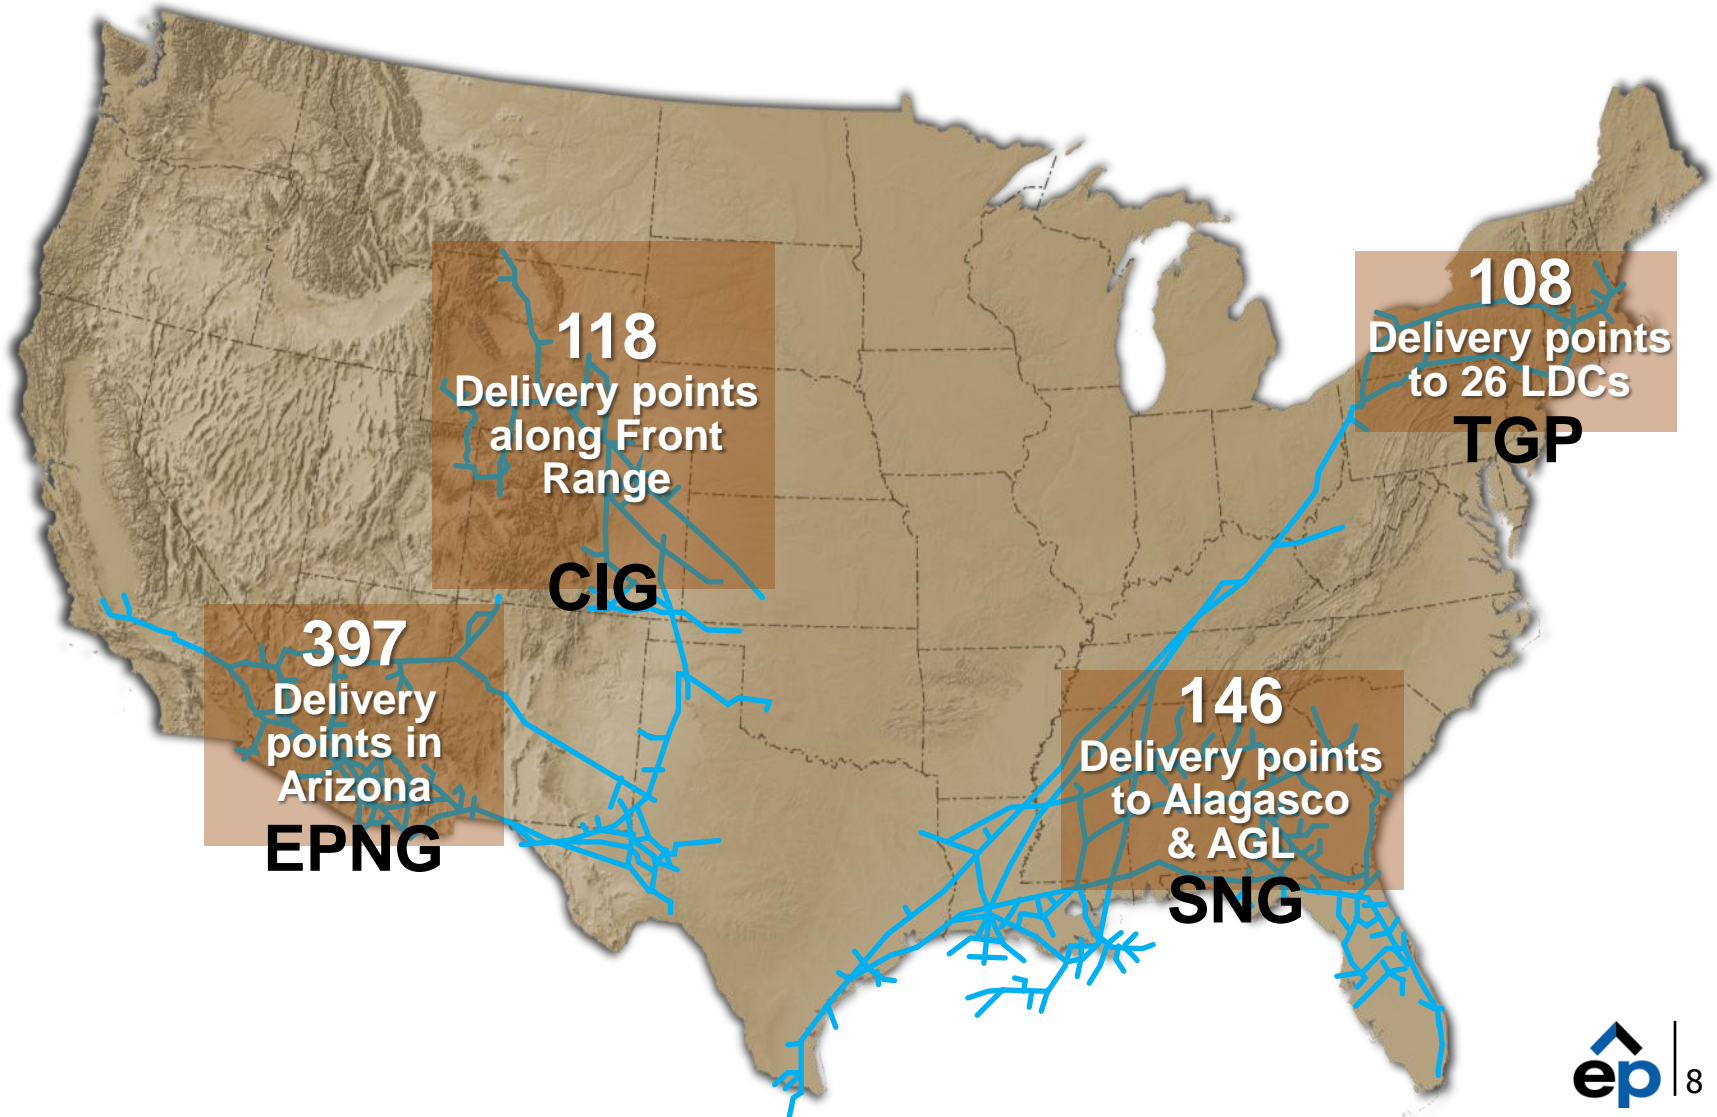 118
Delivery points
along Front
Range
CIG
108
Delivery points
to 26 LDCs
TGP
397
Delivery
points in
Arizona
EPNG
146
Delivery points
to Alagasco
& AGL
SNG
ep
8